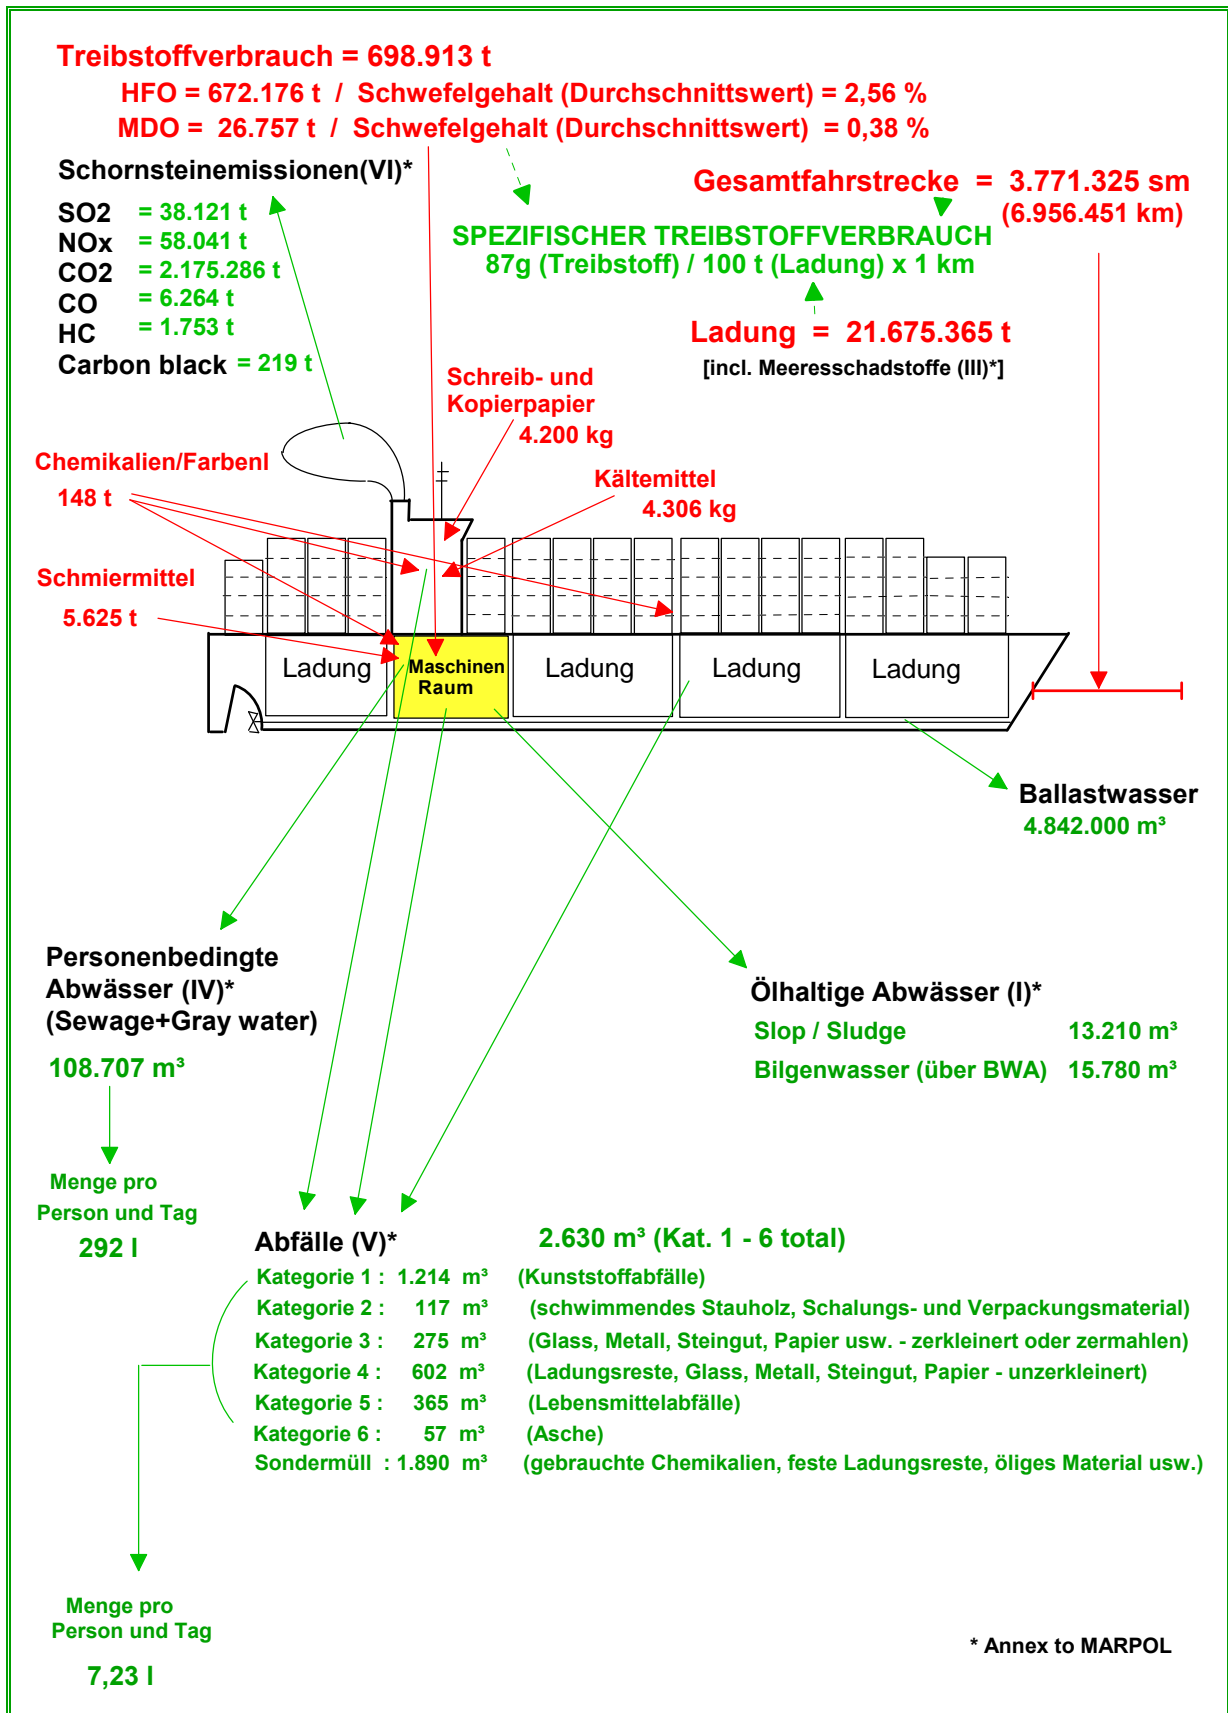 Treibstoffverbrauch = 698.913 t
HFO = 672.176 t / Schwefelgehalt (Durchschnittswert) = 2,56 %
MDO = 26.757 t / Schwefelgehalt (Durchschnittswert) = 0,38 %
Schornsteinemissionen(VI)*
SO2 = 38.121 t
NOx = 58.041 t
CO2 = 2.175.286 t
CO = 6.264 t
HC = 1.753 t
Carbon black = 219 t
Gesamtfahrstrecke = 3.771.325 sm
(6.956.451 km)
SPEZIFISCHER TREIBSTOFFVERBRAUCH
87g (Treibstoff) / 100 t (Ladung) x 1 km
Ladung = 21.675.365 t
[incl. Meeresschadstoffe (III)*]
Schreib- und
Kopierpapier
4.200 kg
Chemikalien/Farbenl
148 t
Kältemittel
4.306 kg
Schmiermittel
5.625 t
Ladung
Maschinen
Raum
Ladung
Ladung
Ladung
Ballastwasser
4.842.000 m³
Personenbedingte
Abwässer (IV)*
(Sewage+Gray water)
108.707 m³
Menge pro
Person und Tag
292 l
Ölhaltige Abwässer (I)*
Slop / Sludge 13.210 m³
Bilgenwasser (über BWA) 15.780 m³
Abfälle (V)* 2.630 m³ (Kat. 1 - 6 total)
Kategorie 1 : 1.214 m³ (Kunststoffabfälle)
Kategorie 2 : 117 m³ (schwimmendes Stauholz, Schalungs- und Verpackungsmaterial)
Kategorie 3 : 275 m³ (Glass, Metall, Steingut, Papier usw. - zerkleinert oder zermahlen)
Kategorie 4 : 602 m³ (Ladungsreste, Glass, Metall, Steingut, Papier - unzerkleinert)
Kategorie 5 : 365 m³ (Lebensmittelabfälle)
Kategorie 6 : 57 m³ (Asche)
Sondermüll : 1.890 m³ (gebrauchte Chemikalien, feste Ladungsreste, öliges Material usw.)
Menge pro
Person und Tag
7,23 l
* Annex to MARPOL